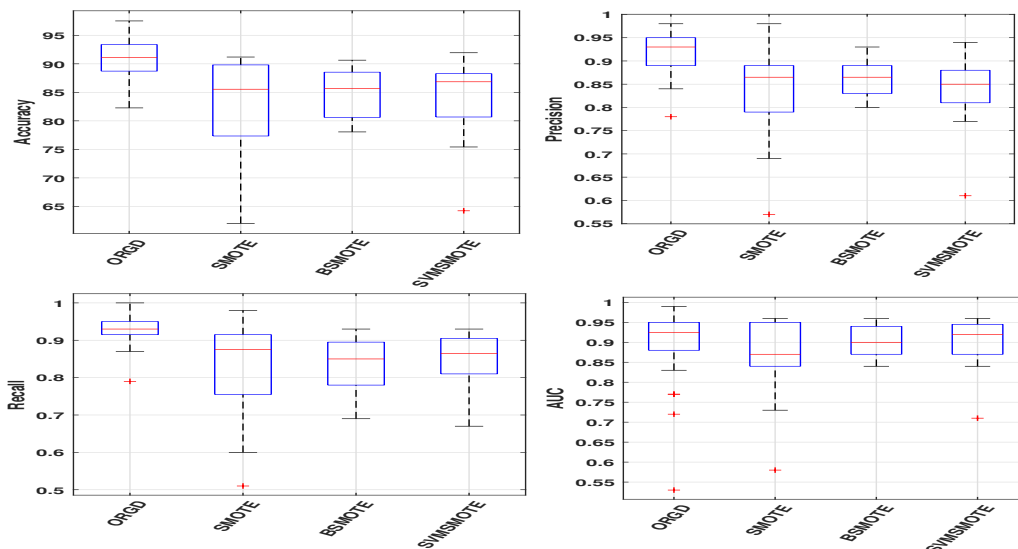 95
90
85
80
75
70
65
Accuracy
ORGD
SMOTE
BSMOTE
SVMSMOTE
1
0.95
0.9
0.85
0.8
0.75
0.7
0.65
0.6
0.55
Precision
ORGD
SMOTE
BSMOTE
SVMSMOTE
1
0.9
0.8
0.7
0.6
0.5
Recall
ORGD
SMOTE
BSMOTE
SVMSMOTE
1
0.95
0.9
0.85
0.8
0.75
0.7
0.65
0.6
0.55
AUC
ORGD
SMOTE
BSMOTE
SVMSMOTE